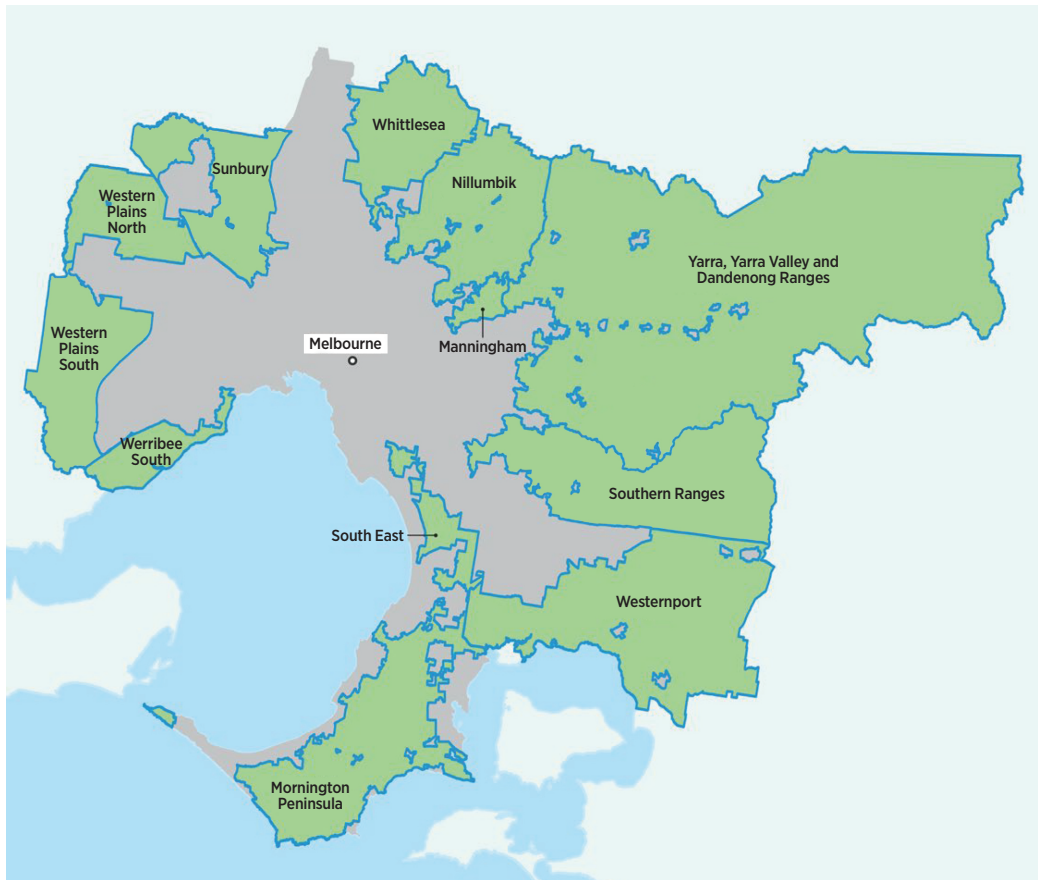 Whittlesea
Sunbury
Nillumbik
Western
Plains
North
Yarra, Yarra Valley and
Dandenong Ranges
Western
Plains
South
Melbourne
Manningham
Werribee
South
Southern Ranges
South East
Westernport
Mornington
Peninsula